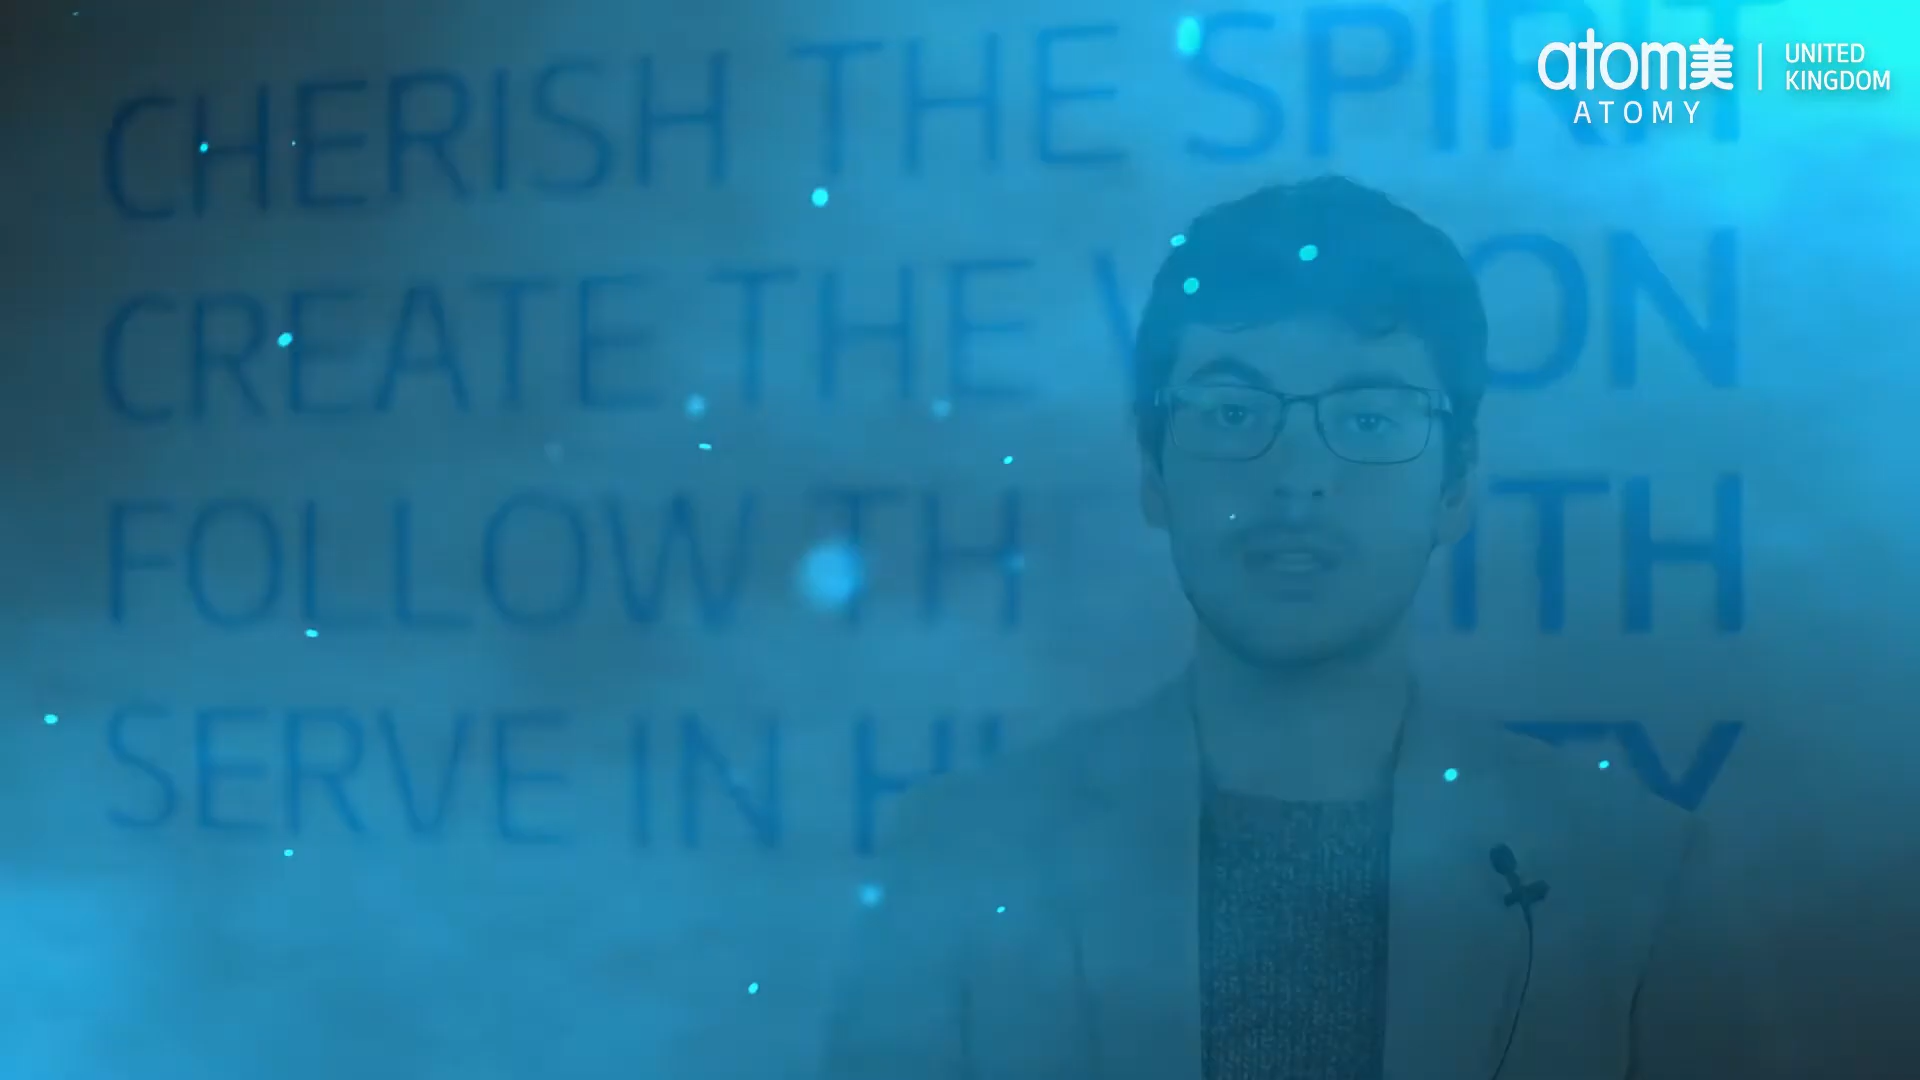 CHERISH THE SPIRIT
CREATE THE V ON
FOLLOW TH ITH
SERVE IN H Y
atom美
ATOMY
UNITED
KINGDOM